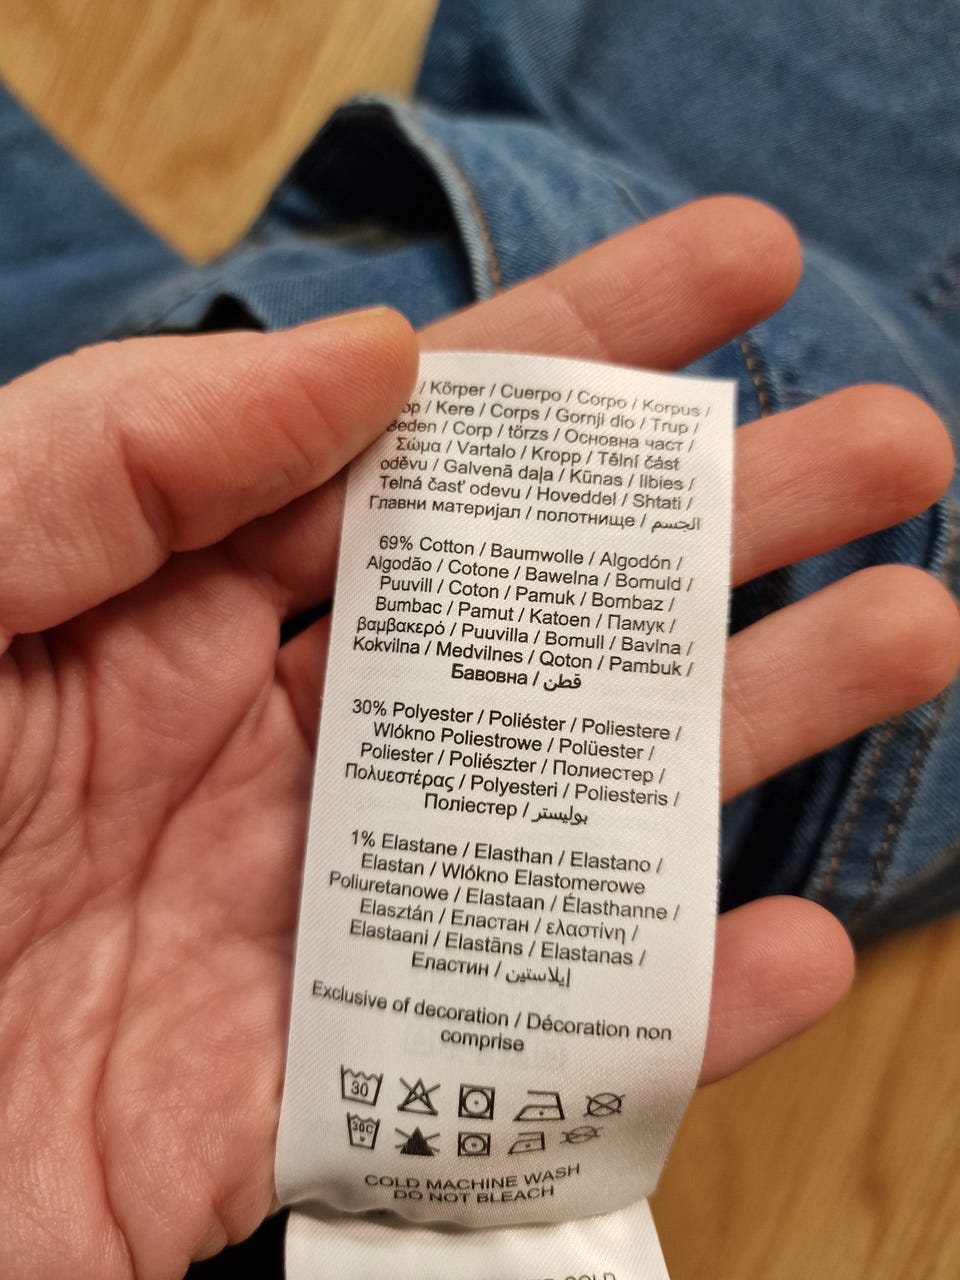 / Körper / Cuerpo / Corpo / Korpus /
/ Kere / Corps / Gornji dio / Trup /
Beden / Corp / törzs / Основна част /
Σώμα / Vartalo / Kropp / Tělní část
oděvu / Galvenā daļa / Kūnas / Ilbies /
Telná časť odevu / Hoveddel / Shtati /
Главни материјал / полотнище / الجسم
69% Cotton / Baumwolle / Algodón /
Algodão / Cotone / Bawelna / Bomuld /
Puuvill / Coton / Pamuk / Bombaz /
Bumbac / Pamut / Katoen / Памук /
βαμβακερό / Puuvilla / Bomull / Bavlna /
Kokvilna / Medvilnes / Qoton / Pambuk /
Бавовна / قطن
30% Polyester / Poliéster / Poliestere /
Wlókno Poliestrowe / Polüester /
Poliester / Poliészter / Полиестер /
Πολυεστέρας / Polyesteri / Poliesteris /
Поліестер / بوليستر
1% Elastane / Elasthan / Elastano /
Elastan / Wlókno Elastomerowe
Poliuretanowe / Elastaan / Élasthanne /
Elasztán / Еластан / ελαστίνη /
Elastaani / Elastāns / Elastanas /
Еластин / إيلاستين
Exclusive of decoration / Décoration non
comprise
30
30C
COLD MACHINE WASH
DO NOT BLEACH
COLD